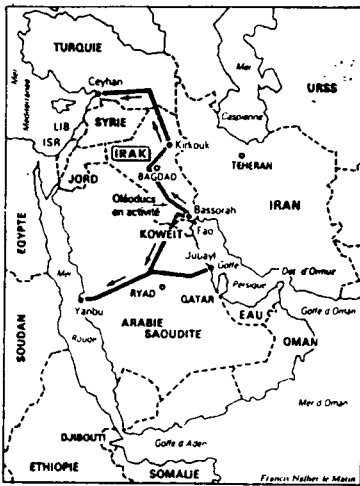 TURQUIE
Mer
Ceyhan
Mer
URSS
Méditerranée
LIB
SYRIE
Caspienne
ISR
Kirkouk
IRAK
TEHERAN
BAGDAD
JORD
Oléoducs
en activité
Bassorah
IRAN
Fao
KOWEIT
EGYPTE
Jubayl
Golfe
Det d'Ormuz
Mer
Persique
RYAD
QATAR
EAU
Golfe d'Oman
Yanbu
ARABIE
SAOUDITE
OMAN
SOUDAN
Rouge
Mer d'Oman
DJIBOUTI
Golfe d'Aden
ETHIOPIE
SOMALIE
Francis Nalher le Matin